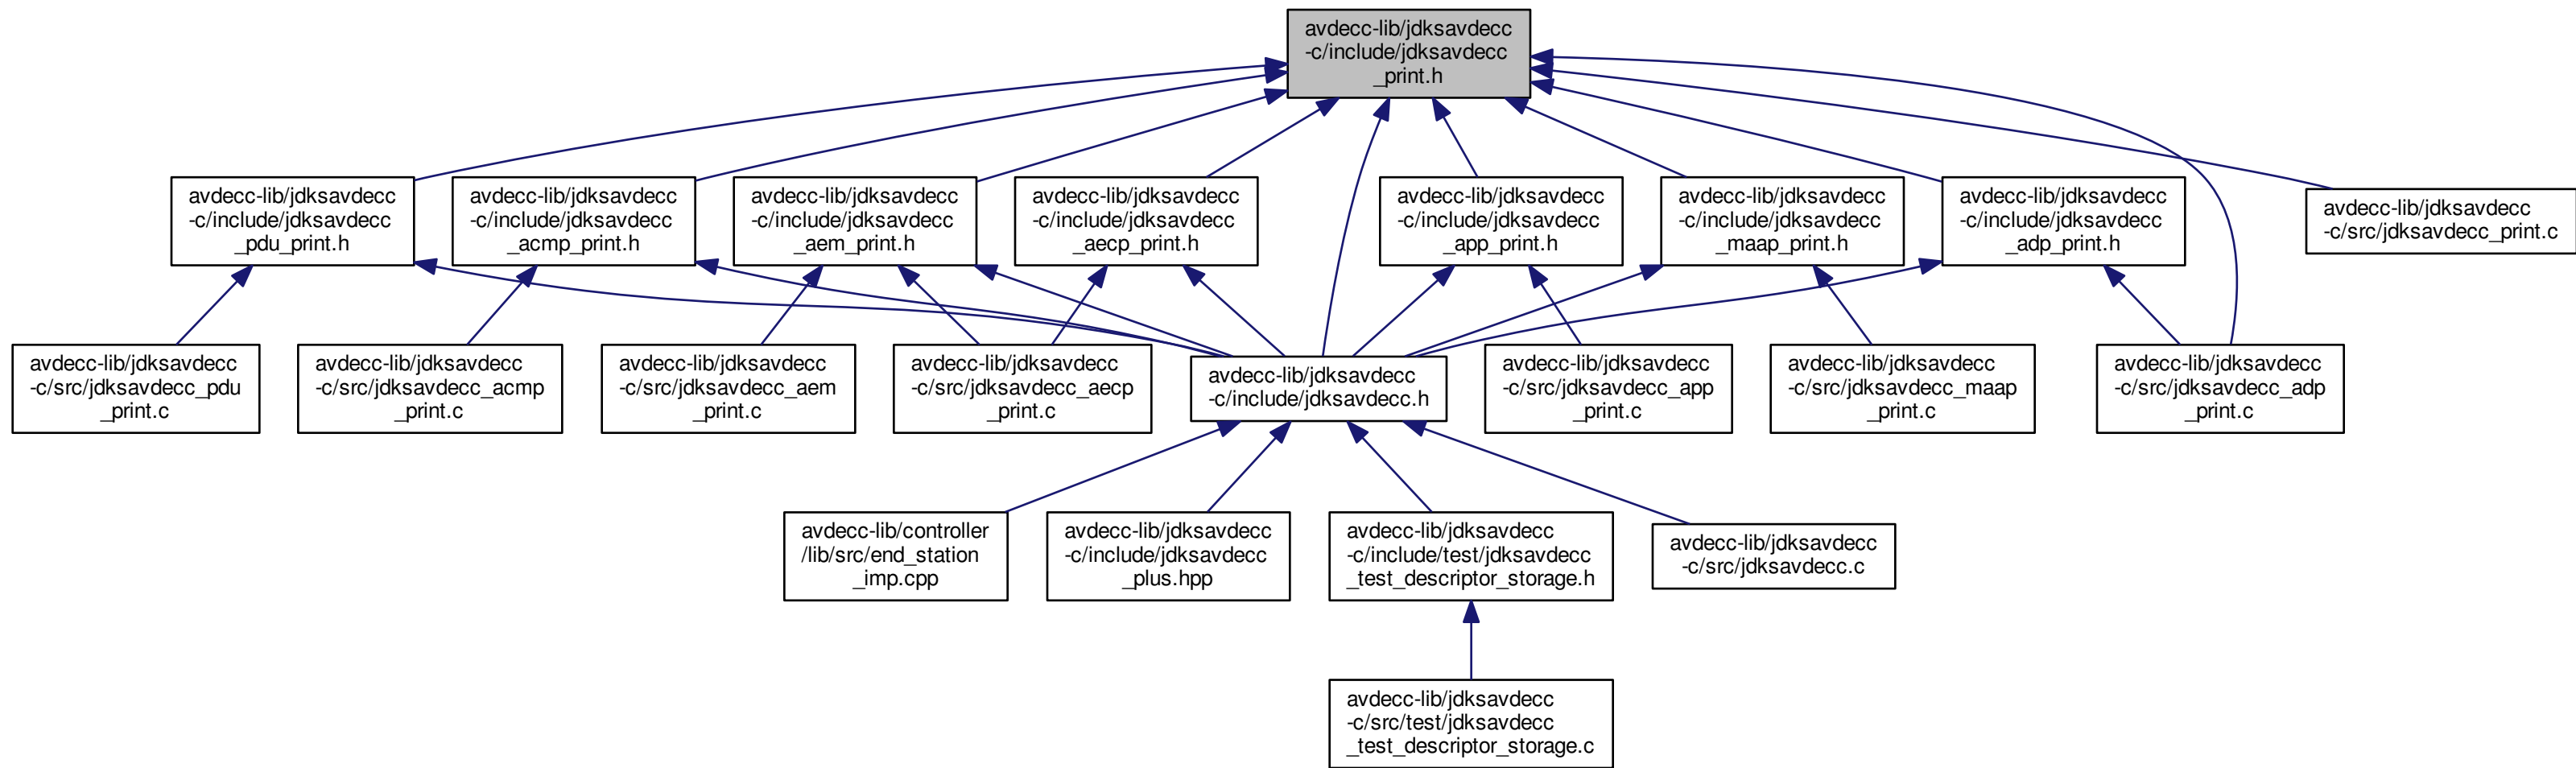 avdecc-lib/jdksavdecc
-c/include/jdksavdecc
_print.h
avdecc-lib/jdksavdecc
-c/include/jdksavdecc
_pdu_print.h
avdecc-lib/jdksavdecc
-c/include/jdksavdecc
_acmp_print.h
avdecc-lib/jdksavdecc
-c/include/jdksavdecc
_aem_print.h
avdecc-lib/jdksavdecc
-c/include/jdksavdecc
_aecp_print.h
avdecc-lib/jdksavdecc
-c/include/jdksavdecc
_app_print.h
avdecc-lib/jdksavdecc
-c/include/jdksavdecc
_maap_print.h
avdecc-lib/jdksavdecc
-c/include/jdksavdecc
_adp_print.h
avdecc-lib/jdksavdecc
-c/src/jdksavdecc_print.c
avdecc-lib/jdksavdecc
-c/src/jdksavdecc_pdu
_print.c
avdecc-lib/jdksavdecc
-c/src/jdksavdecc_acmp
_print.c
avdecc-lib/jdksavdecc
-c/src/jdksavdecc_aem
_print.c
avdecc-lib/jdksavdecc
-c/src/jdksavdecc_aecp
_print.c
avdecc-lib/jdksavdecc
-c/include/jdksavdecc.h
avdecc-lib/jdksavdecc
-c/src/jdksavdecc_app
_print.c
avdecc-lib/jdksavdecc
-c/src/jdksavdecc_maap
_print.c
avdecc-lib/jdksavdecc
-c/src/jdksavdecc_adp
_print.c
avdecc-lib/controller
/lib/src/end_station
_imp.cpp
avdecc-lib/jdksavdecc
-c/include/jdksavdecc
_plus.hpp
avdecc-lib/jdksavdecc
-c/include/test/jdksavdecc
_test_descriptor_storage.h
avdecc-lib/jdksavdecc
-c/src/jdksavdecc.c
avdecc-lib/jdksavdecc
-c/src/test/jdksavdecc
_test_descriptor_storage.c